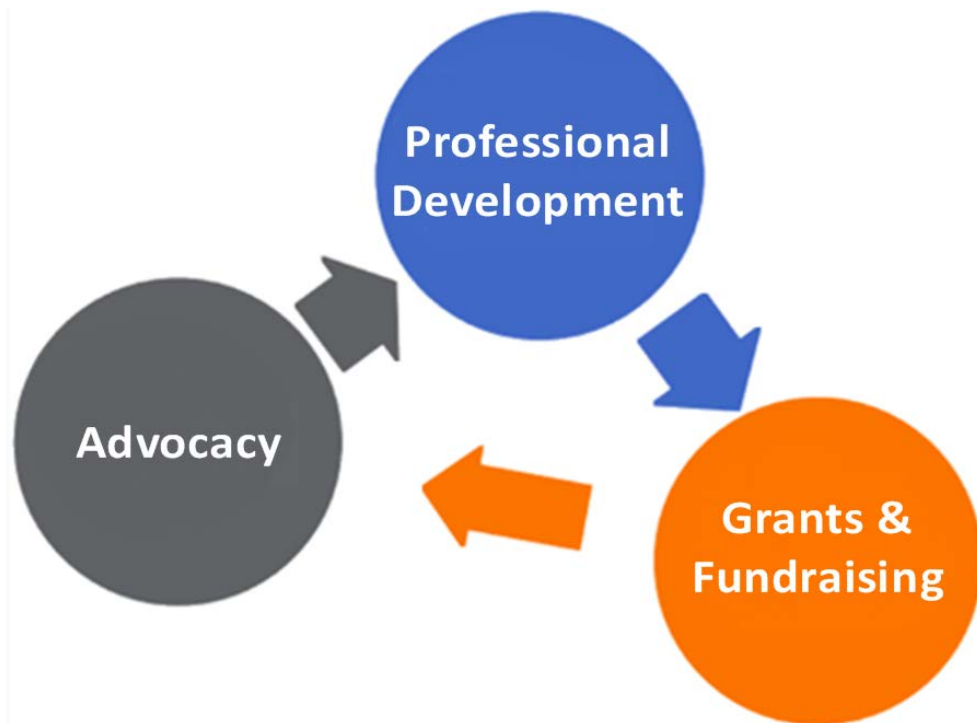 Professional
Development
Advocacy
Grants &
Fundraising